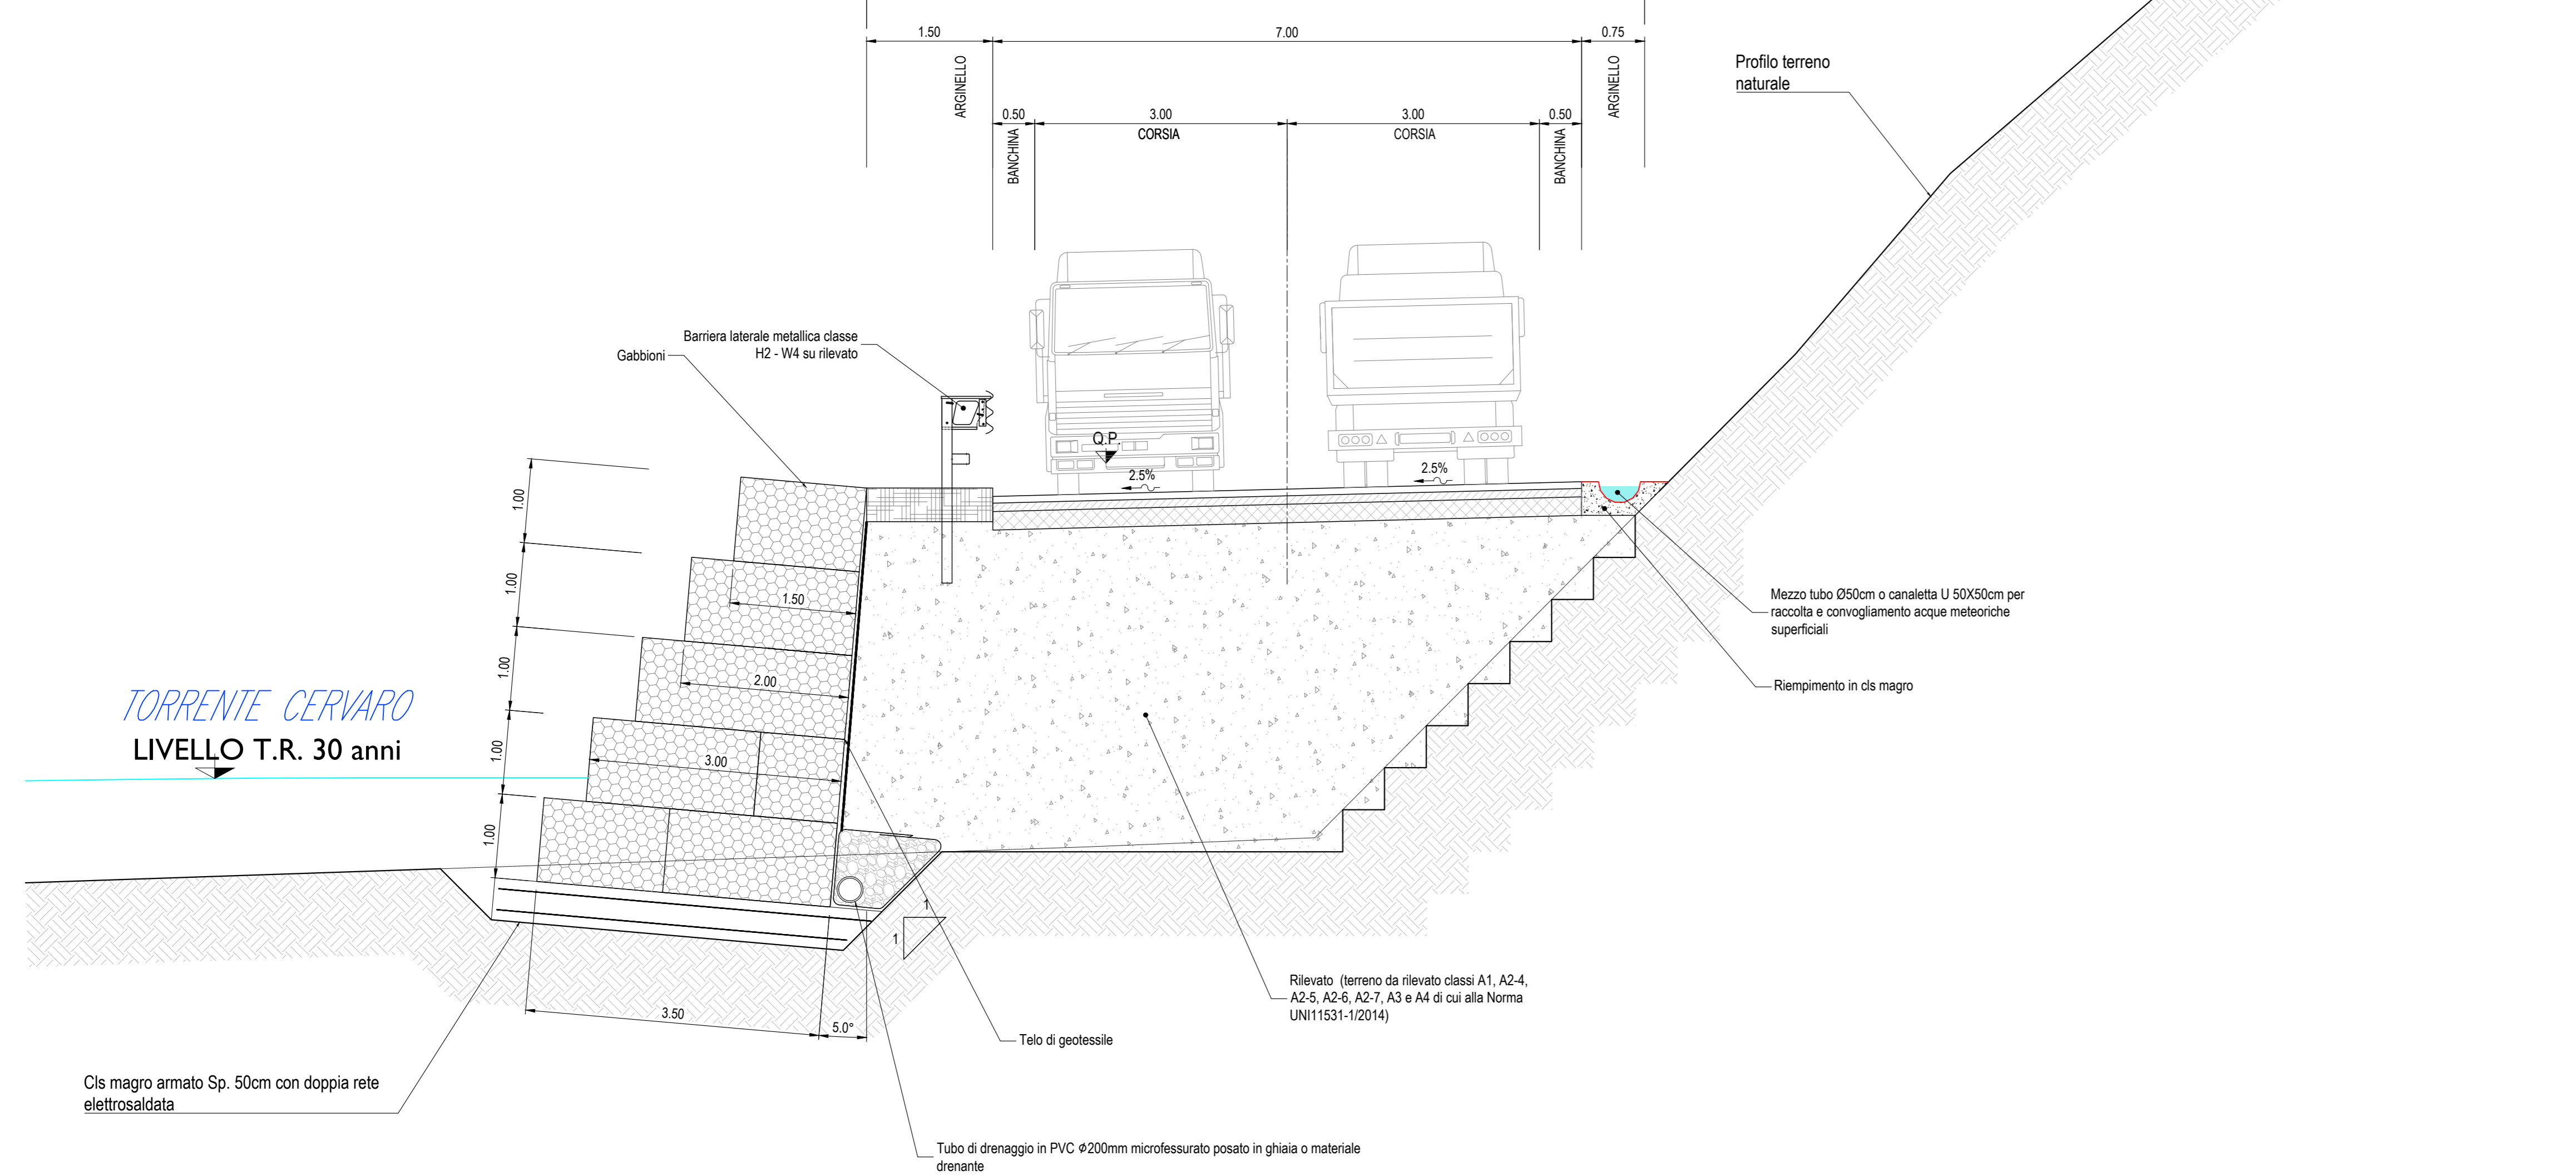 1.50
7.00
0.75
ARGINELLO
ARGINELLO
Profilo terreno
naturale
0.50
3.00
3.00
0.50
BANCHINA
CORSIA
CORSIA
BANCHINA
Barriera laterale metallica classe
H2 - W4 su rilevato
Gabbioni
Q.P.
2.5%
2.5%
1.00
1.00
1.00
1.00
1.00
1.50
2.00
3.00
Mezzo tubo Ø50cm o canaletta U 50X50cm per
raccolta e convogliamento acque meteoriche
superficiali
Riempimento in cls magro
TORRENTE CERVARO
LIVELLO T.R. 30 anni
1
1
3.50
5.0°
Rilevato (terreno da rilevato classi A1, A2-4,
A2-5, A2-6, A2-7, A3 e A4 di cui alla Norma
UNI11531-1/2014)
Telo di geotessile
Cls magro armato Sp. 50cm con doppia rete
elettrosaldata
Tubo di drenaggio in PVC Ø200mm microfessurato posato in ghiaia o materiale
drenante